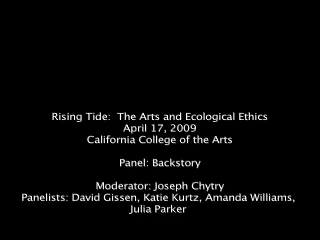 Rising Tide:  The Arts and Ecological Ethics
April 17, 2009
California College of the Arts
Panel: Backstory
Moderator: Joseph Chytry
Panelists: David Gissen, Katie Kurtz, Amanda Williams,
Julia Parker